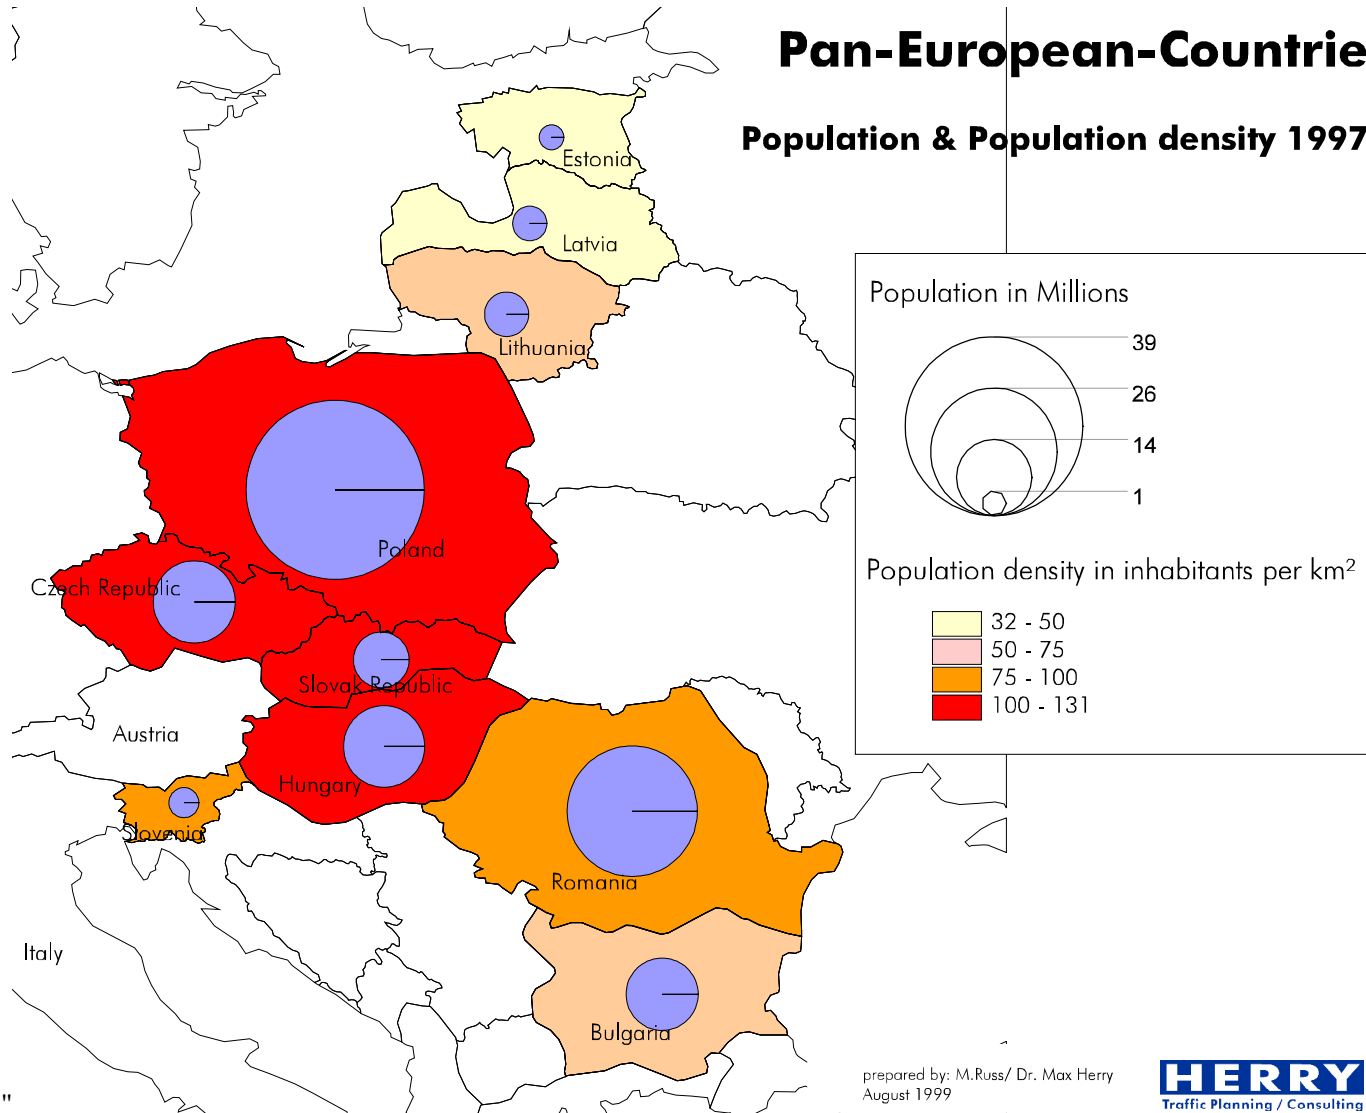 Pan-European-Countrie
Population & Population density 1997
Estonia
Latvia
Lithuania
Population in Millions
39
26
14
1
Poland
Czech Republic
Population density in inhabitants per km²
32 - 50
50 - 75
75 - 100
100 - 131
Slovak Republic
Austria
Hungary
Slovenia
Romania
Italy
Bulgaria
prepared by: M.Russ/ Dr. Max Herry
August 1999
HERRY
Traffic Planning / Consulting
"